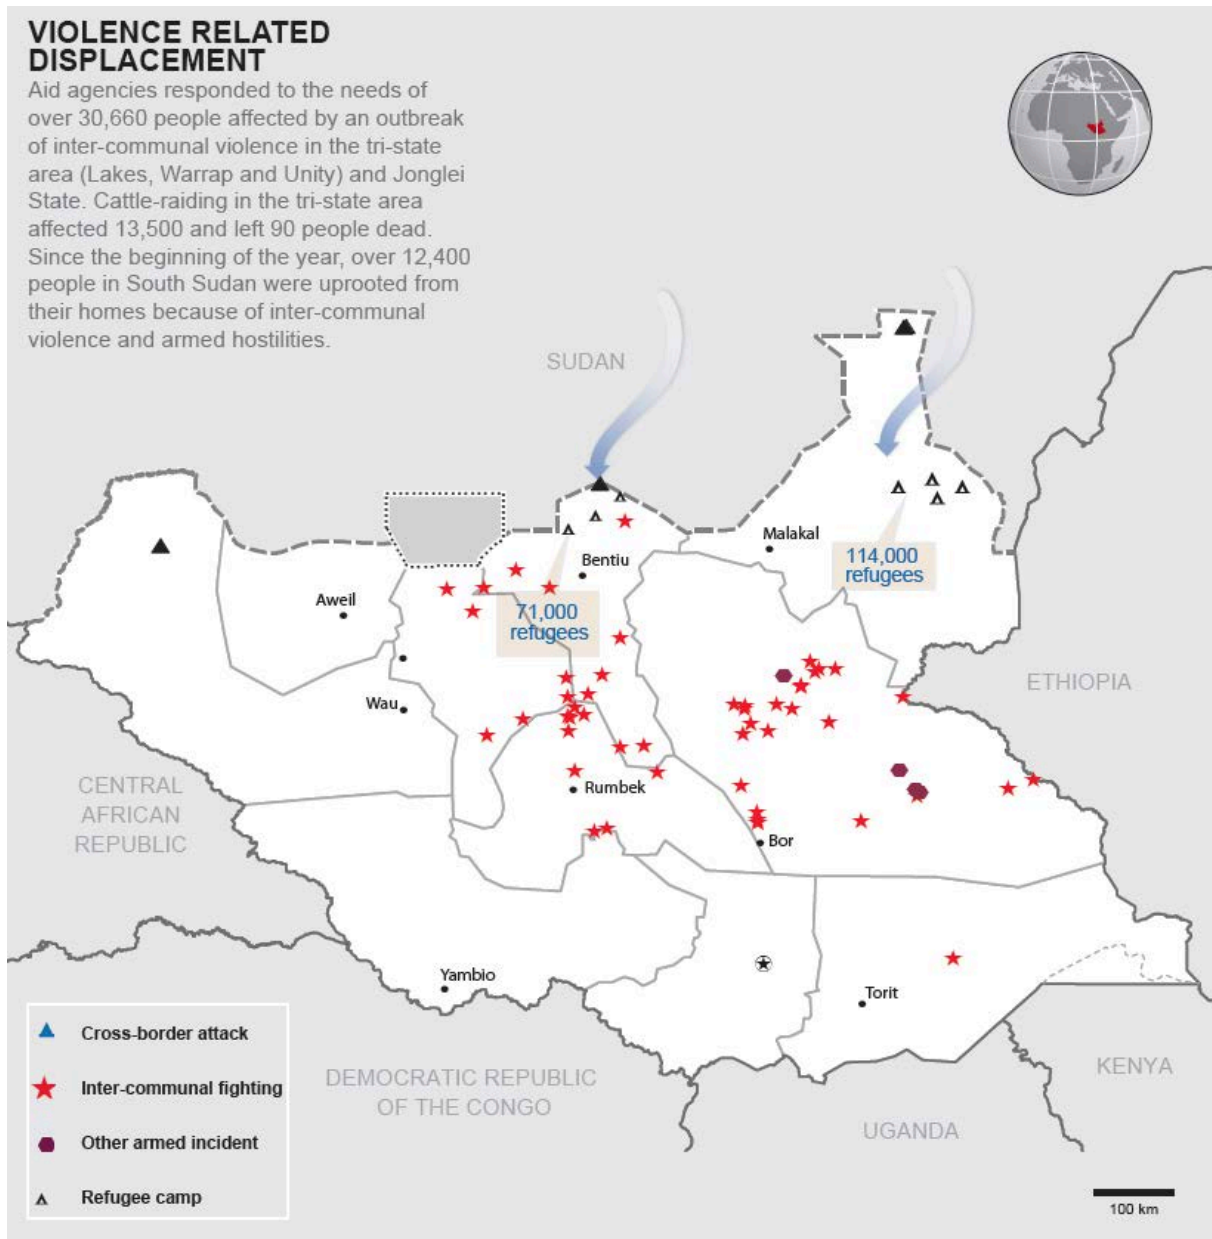 VIOLENCE RELATED
DISPLACEMENT
Aid agencies responded to the needs of
over 30,660 people affected by an outbreak
of inter-communal violence in the tri-state
area (Lakes, Warrap and Unity) and Jonglei
State. Cattle-raiding in the tri-state area
affected 13,500 and left 90 people dead.
Since the beginning of the year, over 12,400
people in South Sudan were uprooted from
their homes because of inter-communal
violence and armed hostilities.
SUDAN
Malakal
114,000
refugees
Bentiu
Aweil
71,000
refugees
ETHIOPIA
Wau
CENTRAL
AFRICAN
REPUBLIC
Rumbek
Bor
Yambio
Torit
Cross-border attack
Inter-communal fighting
Other armed incident
Refugee camp
DEMOCRATIC REPUBLIC
OF THE CONGO
KENYA
UGANDA
100 km